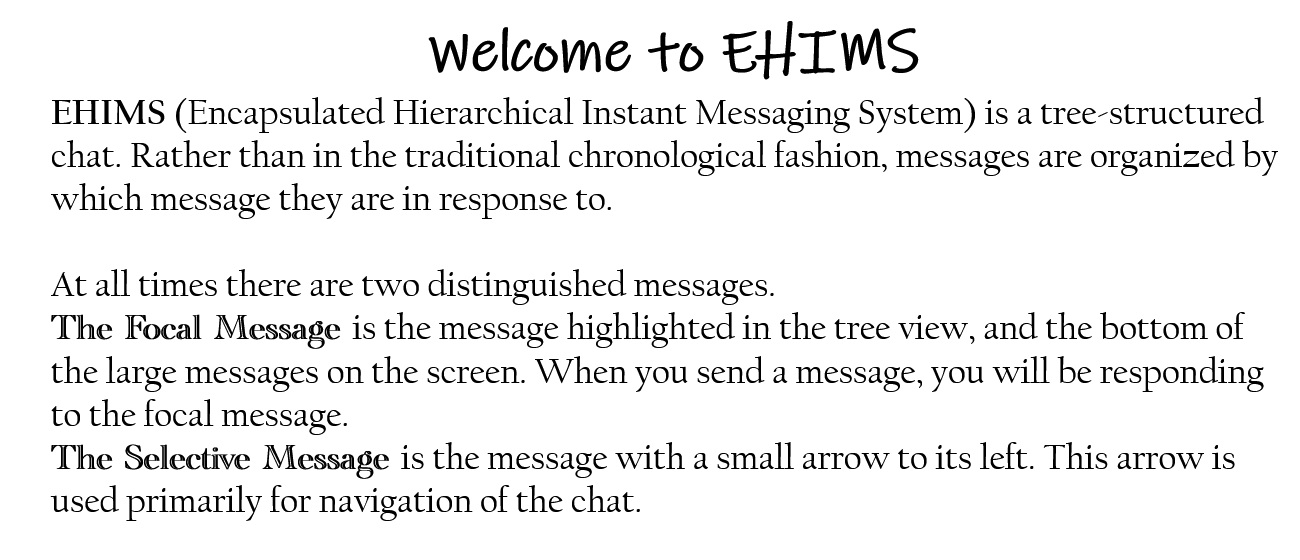 Welcome to EHIMS
EHIMS (Encapsulated Hierarchical Instant Messaging System) is a tree-structured
chat. Rather than in the traditional chronological fashion, messages are organized by
which message they are in response to.
At all times there are two distinguished messages.
The Focal Message is the message highlighted in the tree view, and the bottom of
the large messages on the screen. When you send a message, you will be responding
to the focal message.
The Selective Message is the message with a small arrow to its left. This arrow is
used primarily for navigation of the chat.